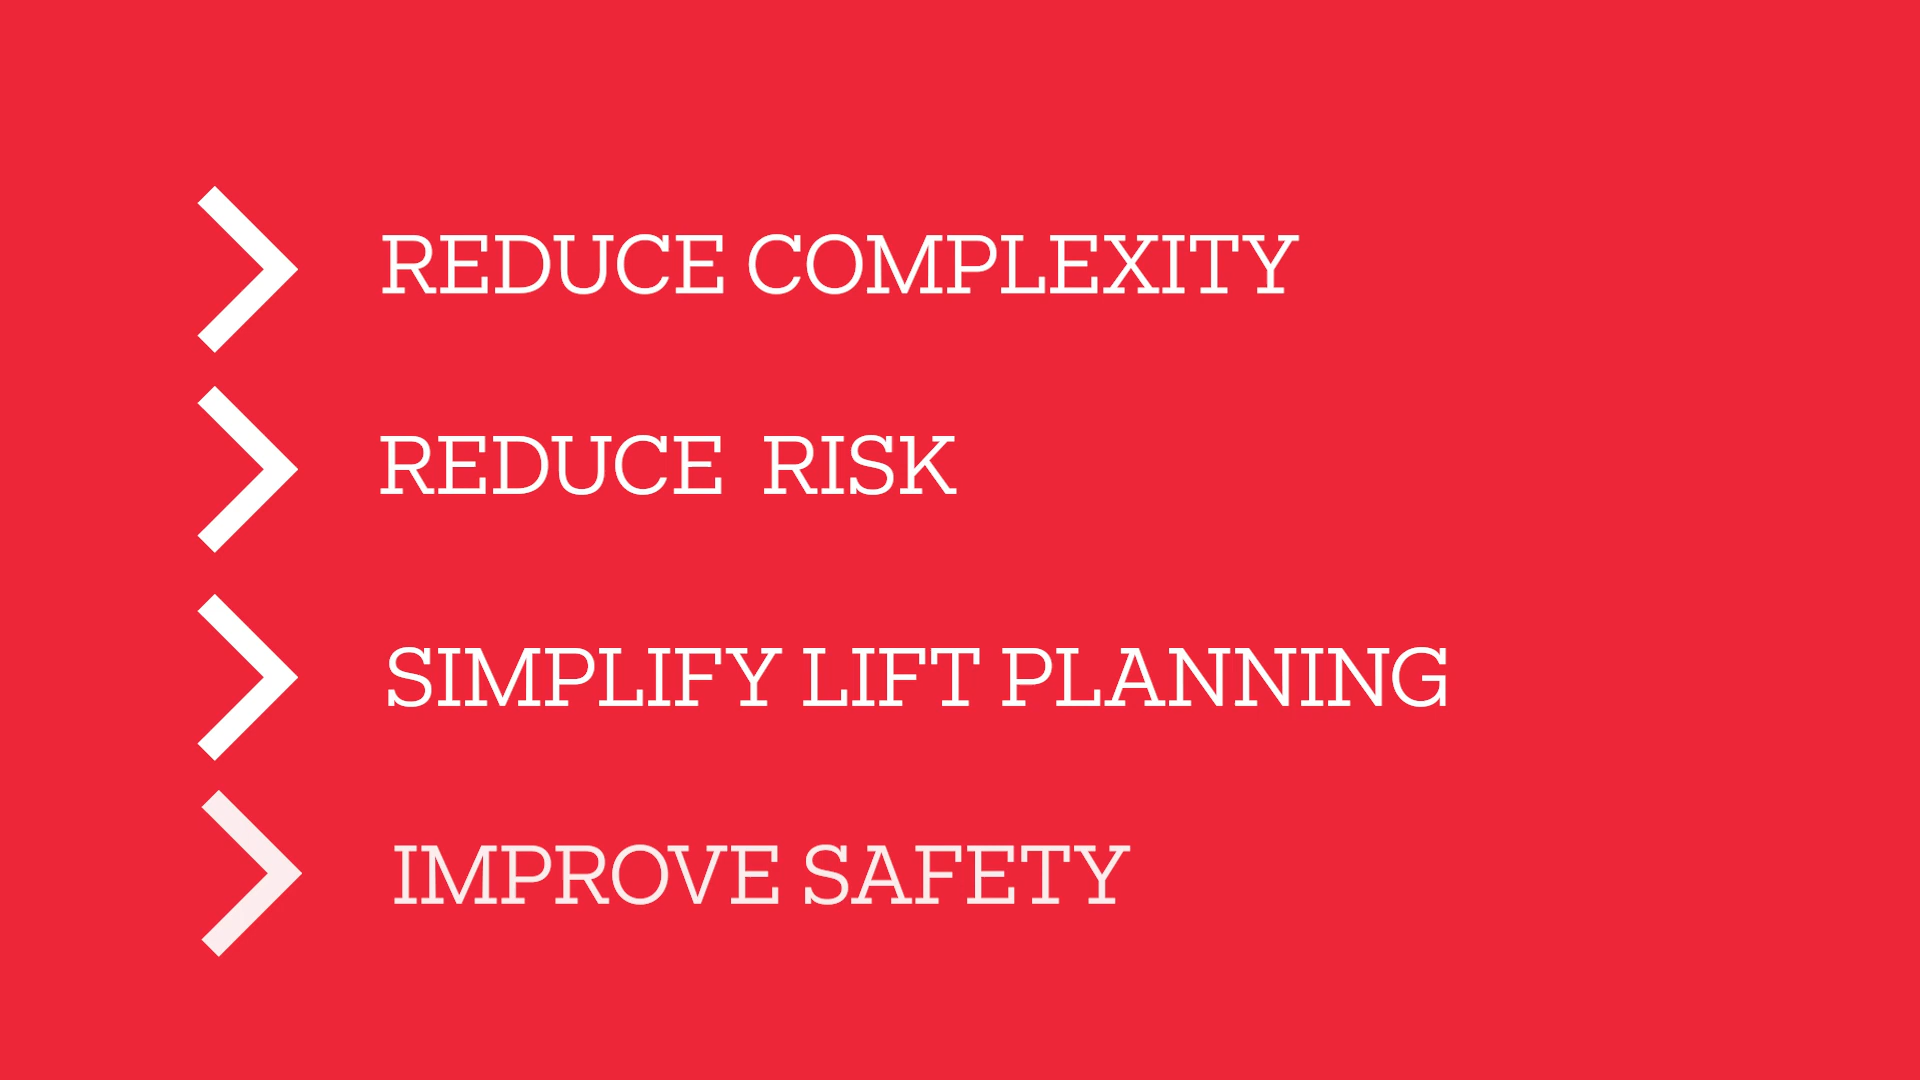 REDUCE COMPLEXITY
REDUCE  RISK
SIMPLIFY LIFT PLANNING
IMPROVE SAFETY